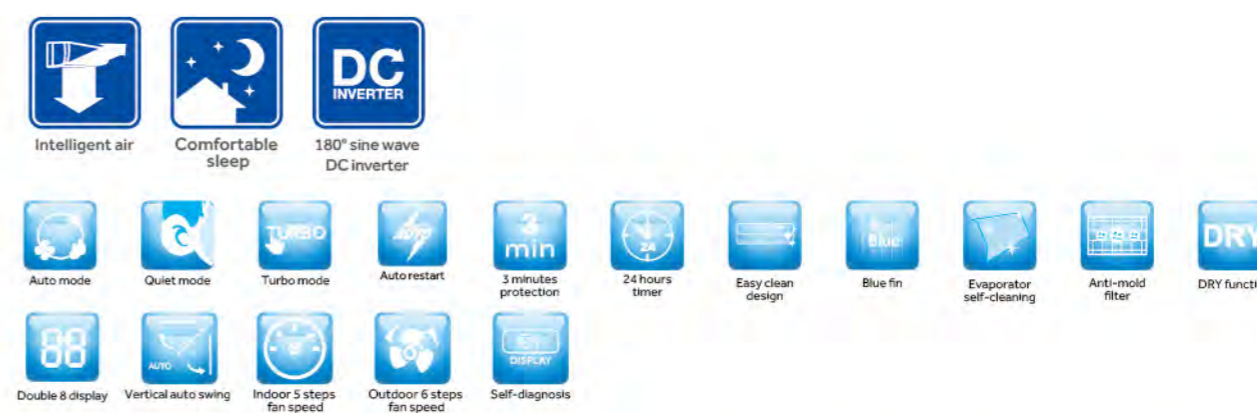 DC
INVERTER
Intelligent air
Comfortable
sleep
180° sine wave
DC inverter
TURBO
AUTO
3
min
24
Blue
DRY
Auto mode
Quiet mode
Turbo mode
Auto restart
3 minutes
protection
24 hours
timer
Easy clean
design
Blue fin
Evaporator
self-cleaning
Anti-mold
filter
DRY functi
88
AUTO
DISPLAY
Double 8 display
Vertical auto swing
Indoor 5 steps
fan speed
Outdoor 6 steps
fan speed
Self-diagnosis